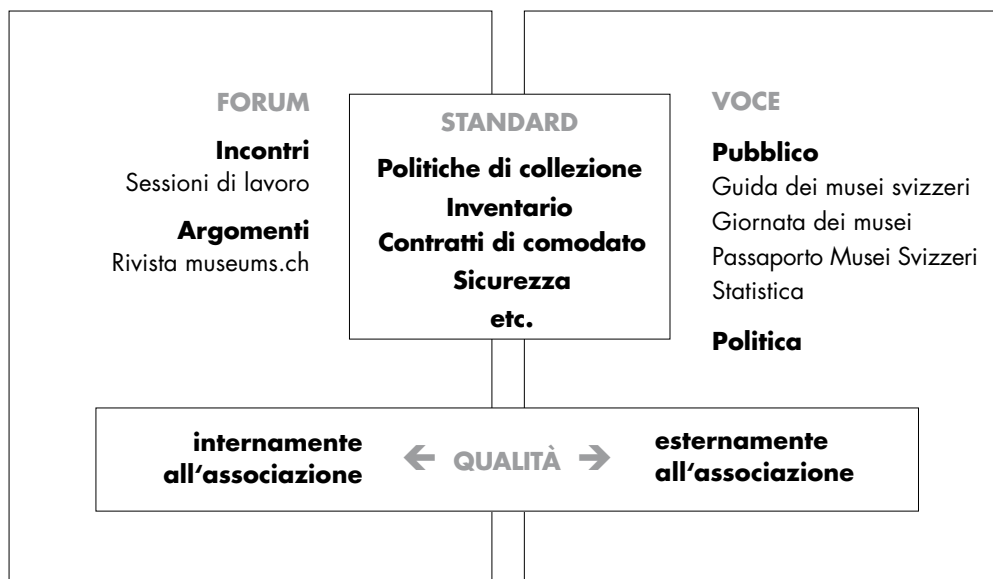 FORUM
Incontri
Sessioni di lavoro
Argomenti
Rivista museums.ch
STANDARD
Politiche di collezione
Inventario
Contratti di comodato
Sicurezza
etc.
VOCE
Pubblico
Guida dei musei svizzeri
Giornata dei musei
Passaporto Musei Svizzeri
Statistica
Politica
internamente
all‘associazione
← QUALITÀ →
esternamente
all‘associazione